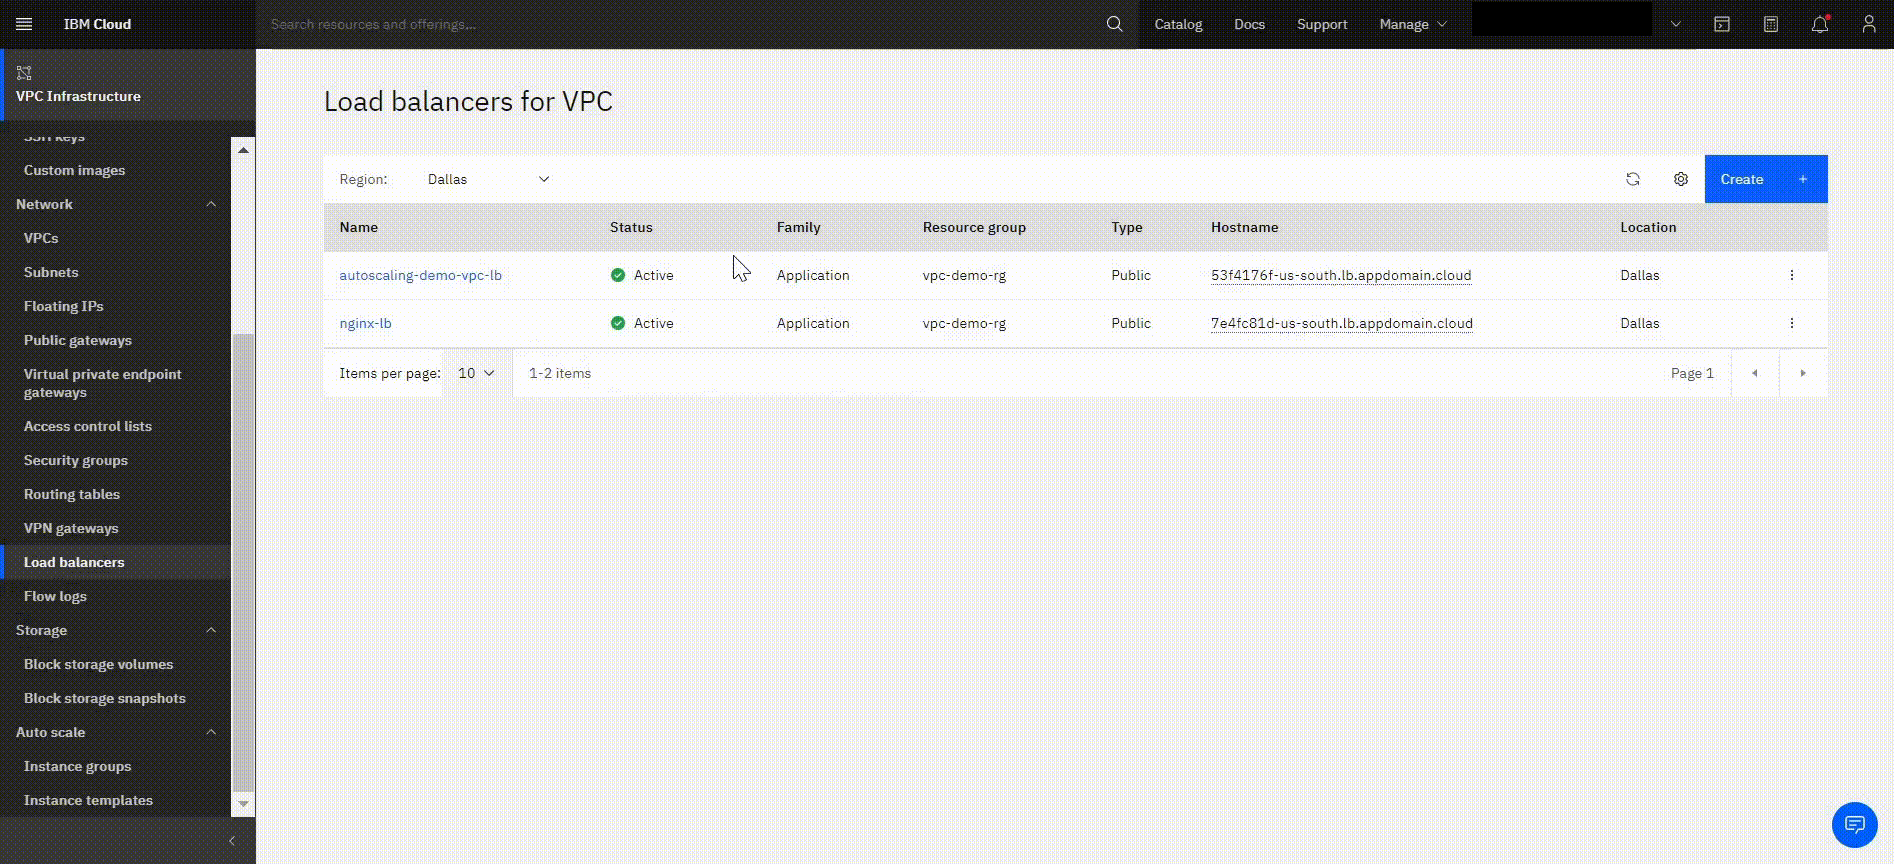 IBM Cloud
Search resources and offerings...
Catalog
Docs
Support
Manage
VPC Infrastructure
SSH keys
Custom images
Network
VPCs
Subnets
Floating IPs
Public gateways
Virtual private endpoint
gateways
Access control lists
Security groups
Routing tables
VPN gateways
Load balancers
Flow logs
Storage
Block storage volumes
Block storage snapshots
Auto scale
Instance groups
Instance templates
Load balancers for VPC
Region: Dallas
Create +
Name Status Family Resource group Type Hostname Location
autoscaling-demo-vpc-lb Active Application vpc-demo-rg Public 53f4176f-us-south.lb.appdomain.cloud Dallas
nginx-lb Active Application vpc-demo-rg Public 7e4fc81d-us-south.lb.appdomain.cloud Dallas
Items per page: 10 1-2 items Page 1